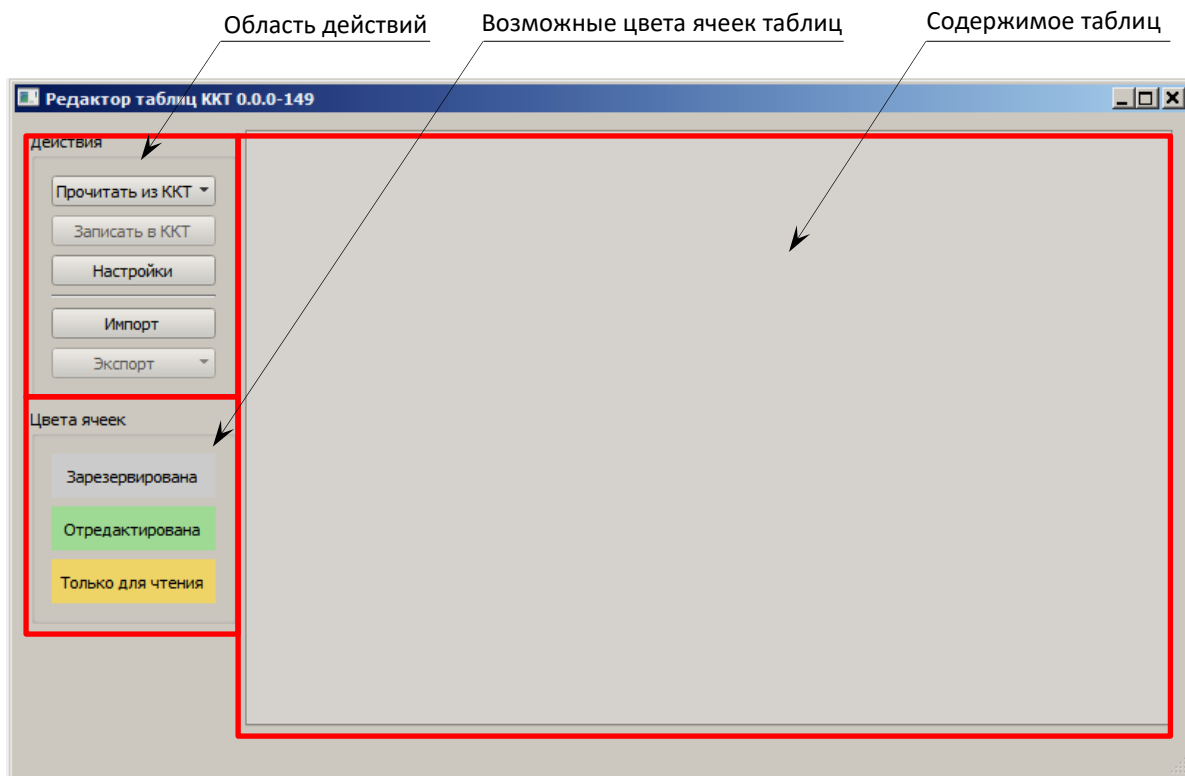 Область действий
Возможные цвета ячеек таблиц
Содержимое таблиц
Редактор таблиц ККТ 0.0.0-149
Действия
Прочитать из ККТ
Записать в ККТ
Настройки
Импорт
Экспорт
Цвета ячеек
Зарезервирована
Отредактирована
Только для чтения